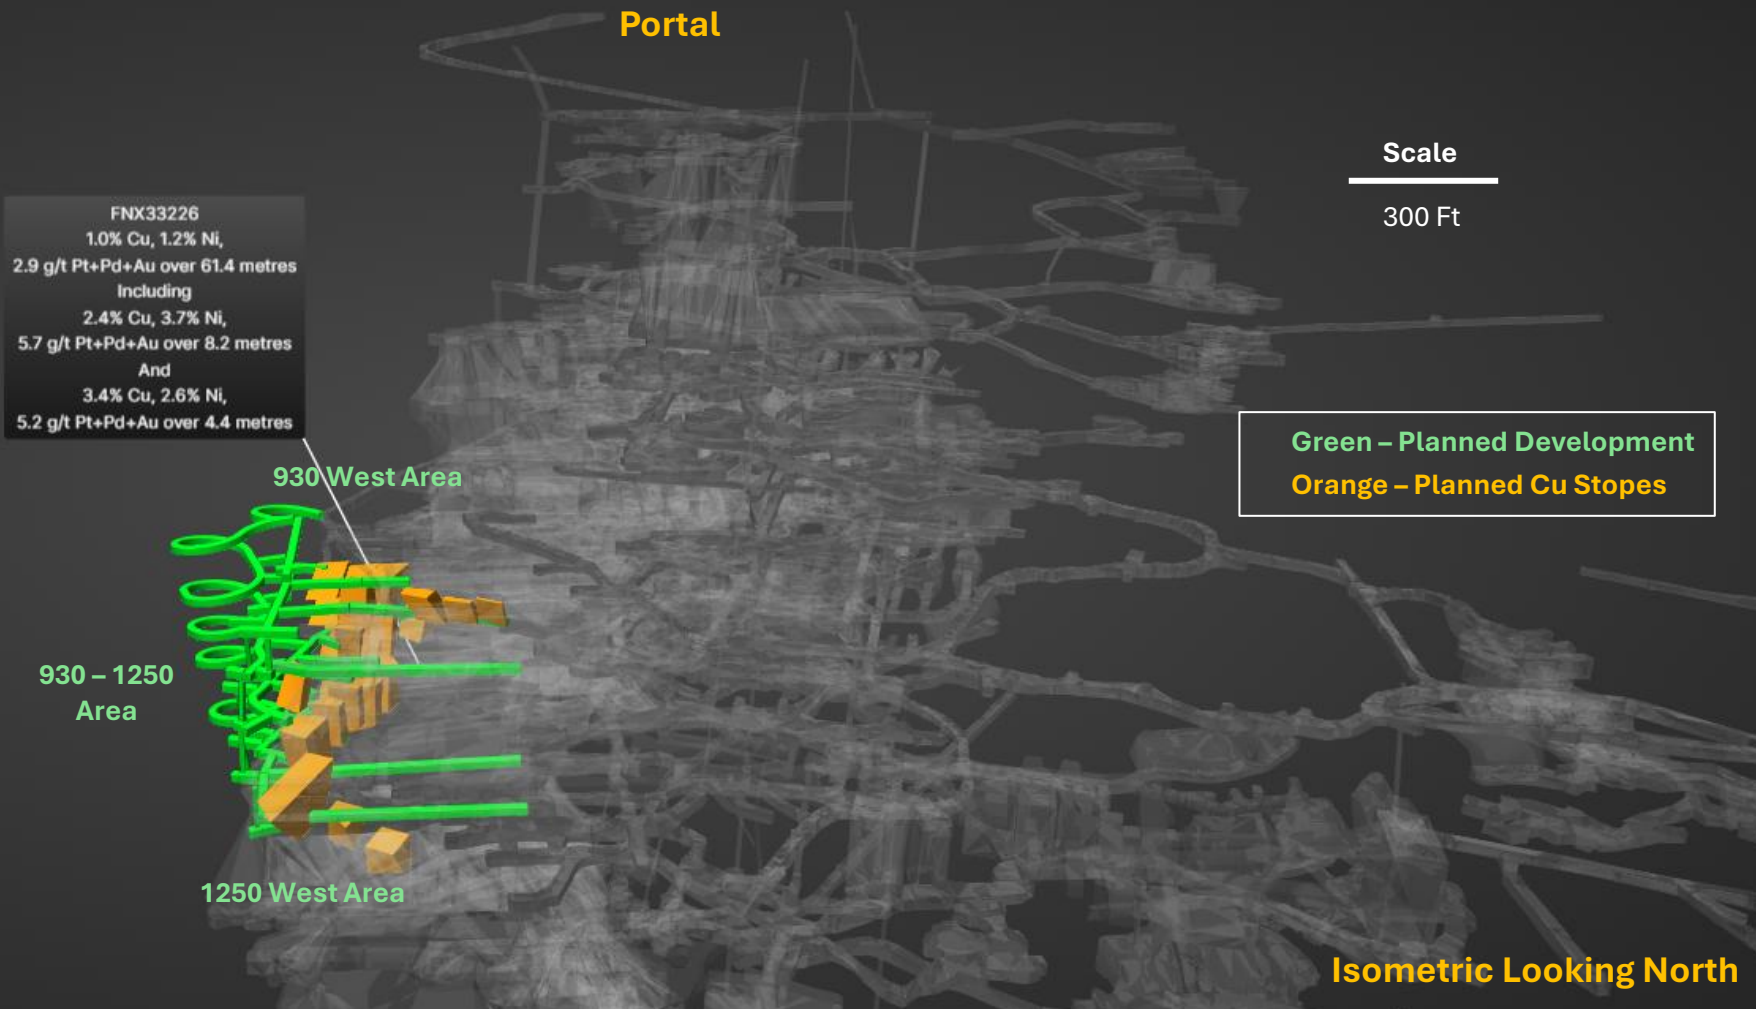 Portal
Scale
300 Ft
FNX33226
1.0% Cu, 1.2% Ni,
2.9 g/t Pt+Pd+Au over 61.4 metres
Including
2.4% Cu, 3.7% Ni,
5.7 g/t Pt+Pd+Au over 8.2 metres
And
3.4% Cu, 2.6% Ni,
5.2 g/t Pt+Pd+Au over 4.4 metres
Green – Planned Development
Orange – Planned Cu Stopes
930 West Area
930 – 1250
Area
1250 West Area
Isometric Looking North